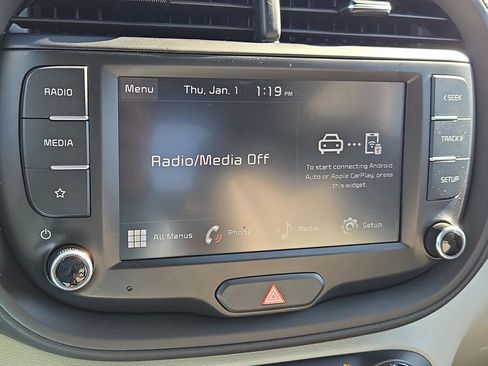 Menu Thu, Jan. 1 1:19 PM
RADIO
MEDIA
< SEEK
TRACK >
SETUP
Radio/Media Off
To start connecting Android
Auto or Apple CarPlay, press
this widget.
All Menus Phone Media Setup